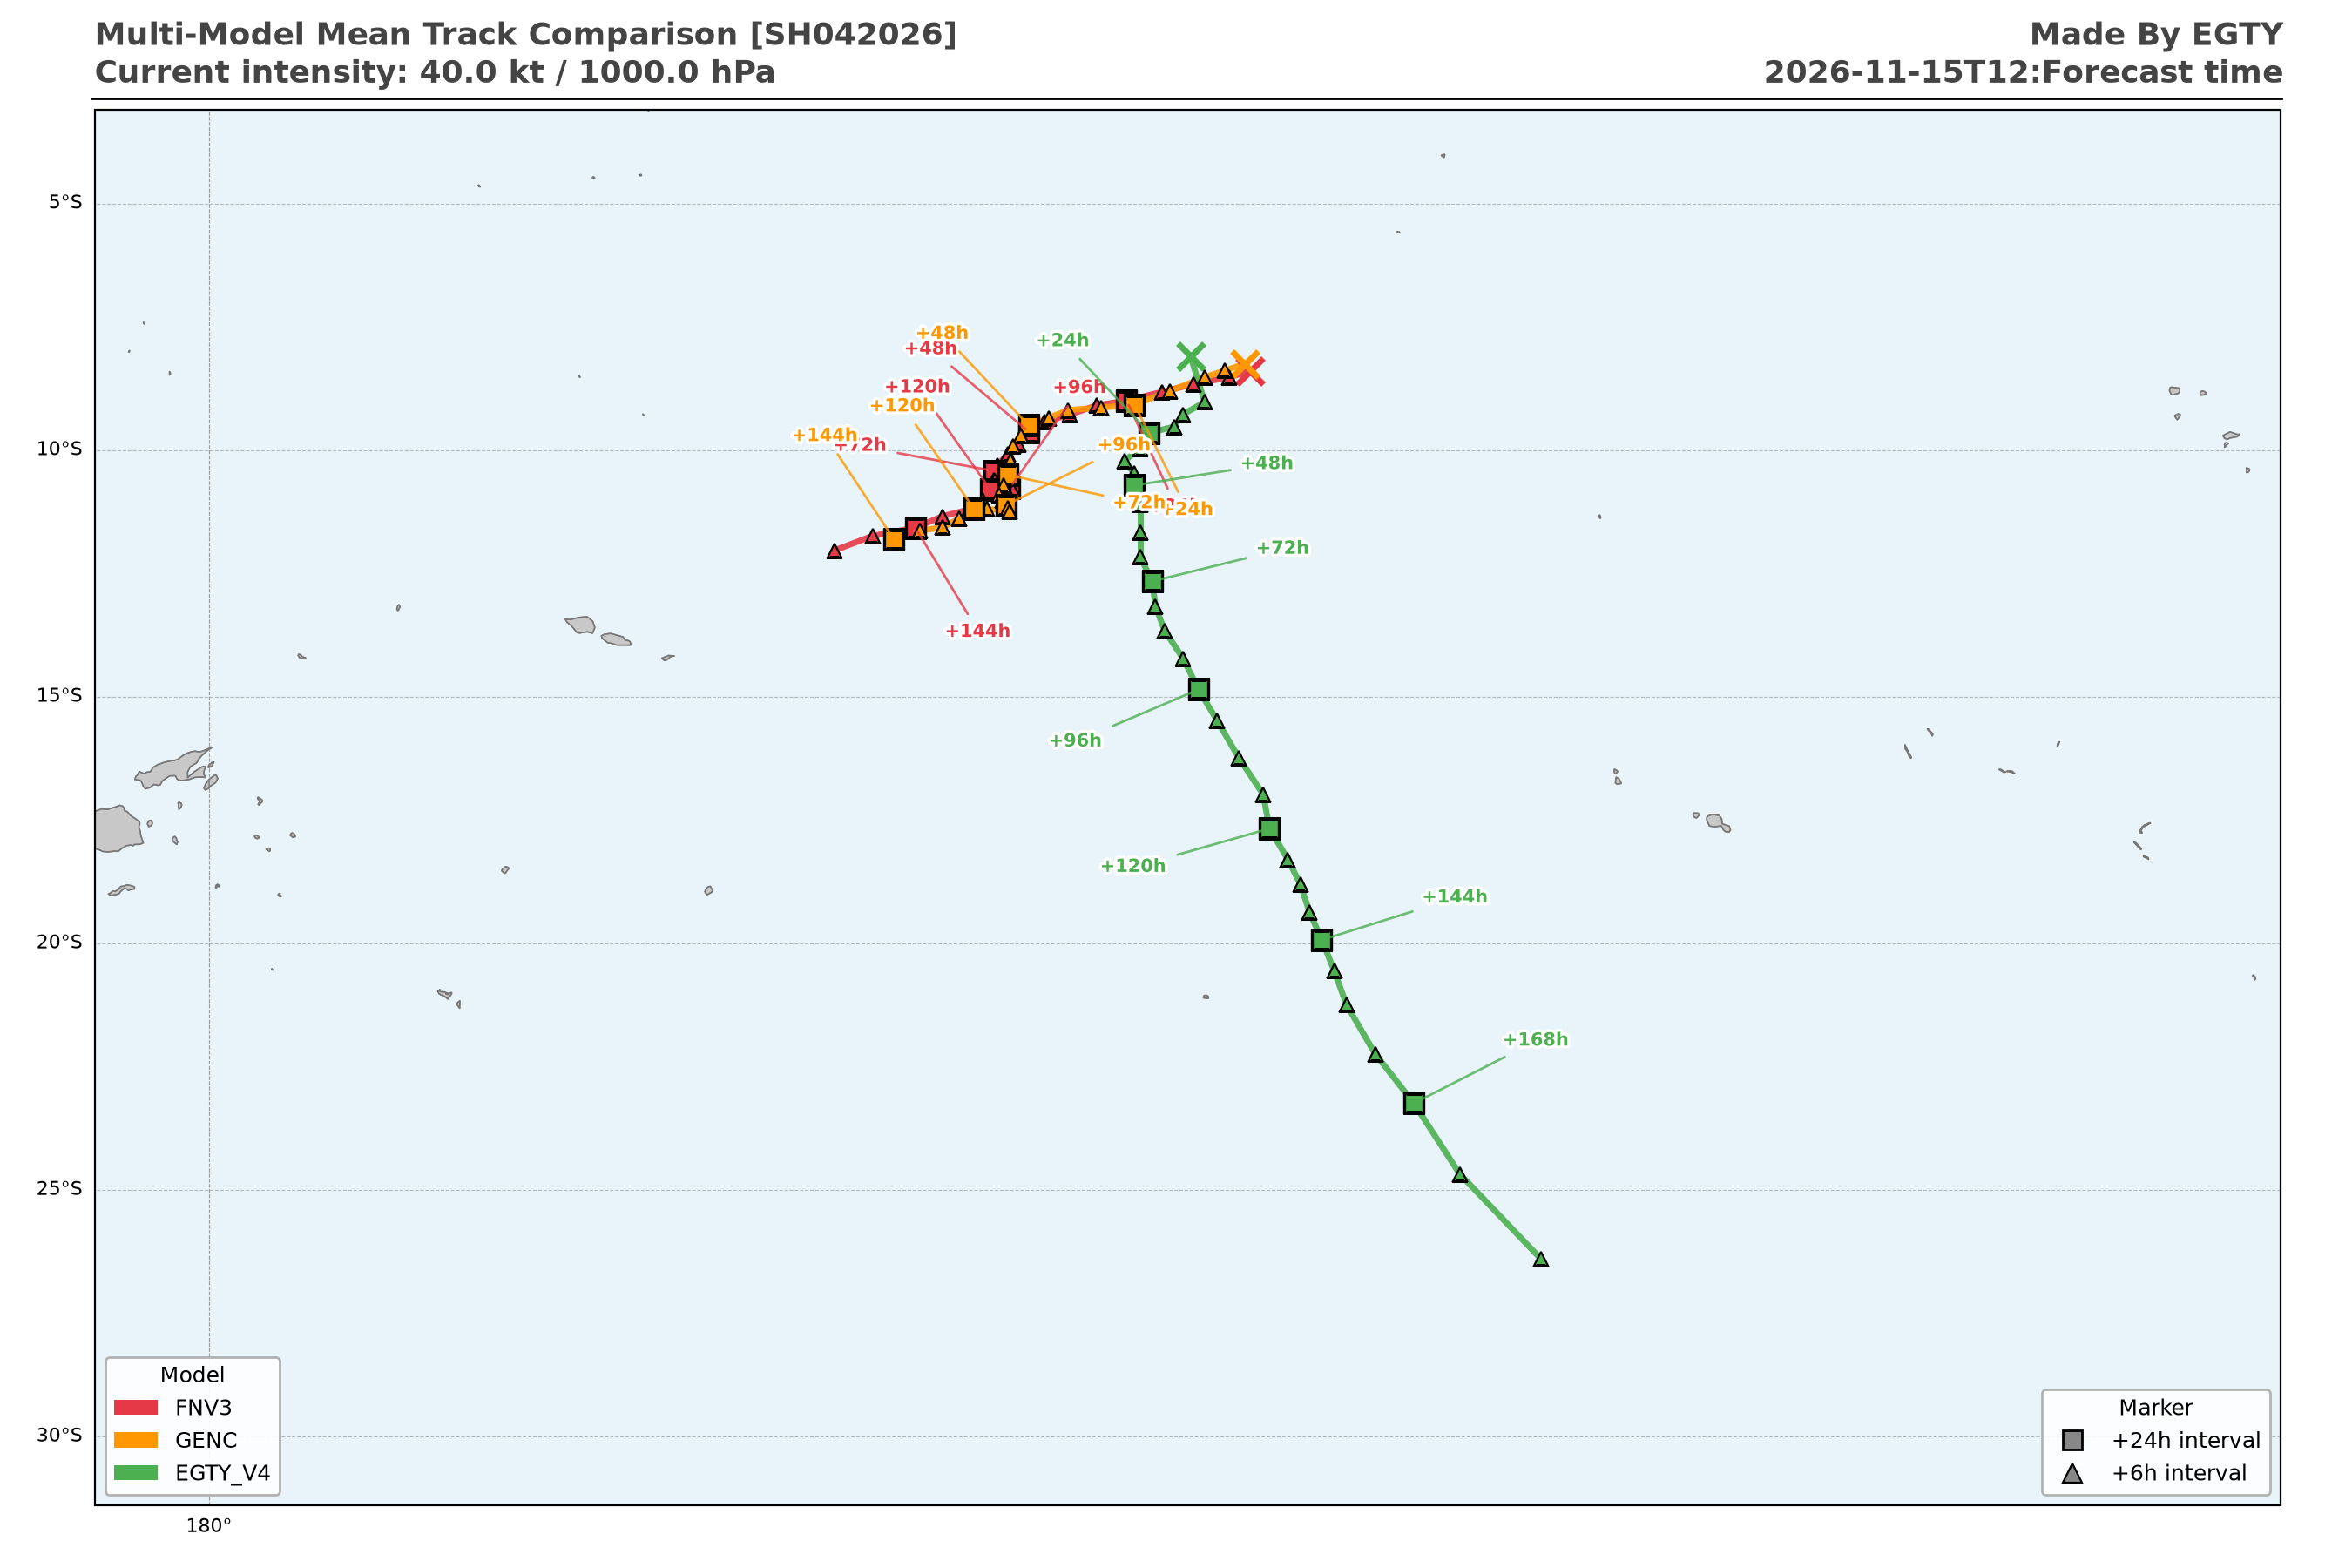 Multi-Model Mean Track Comparison [SH042026]
Current intensity: 40.0 kt / 1000.0 hPa
Made By EGTY
2026-11-15T12:Forecast time
5°S
10°S
15°S
20°S
25°S
30°S
180°
+48h
+48h
+24h
+120h
+96h
+120h
+144h
+72h
+96h
+48h
+72h
+24h
+72h
+144h
+96h
+120h
+144h
+168h
Model
FNV3
GENC
EGTY_V4
Marker
+24h interval
+6h interval